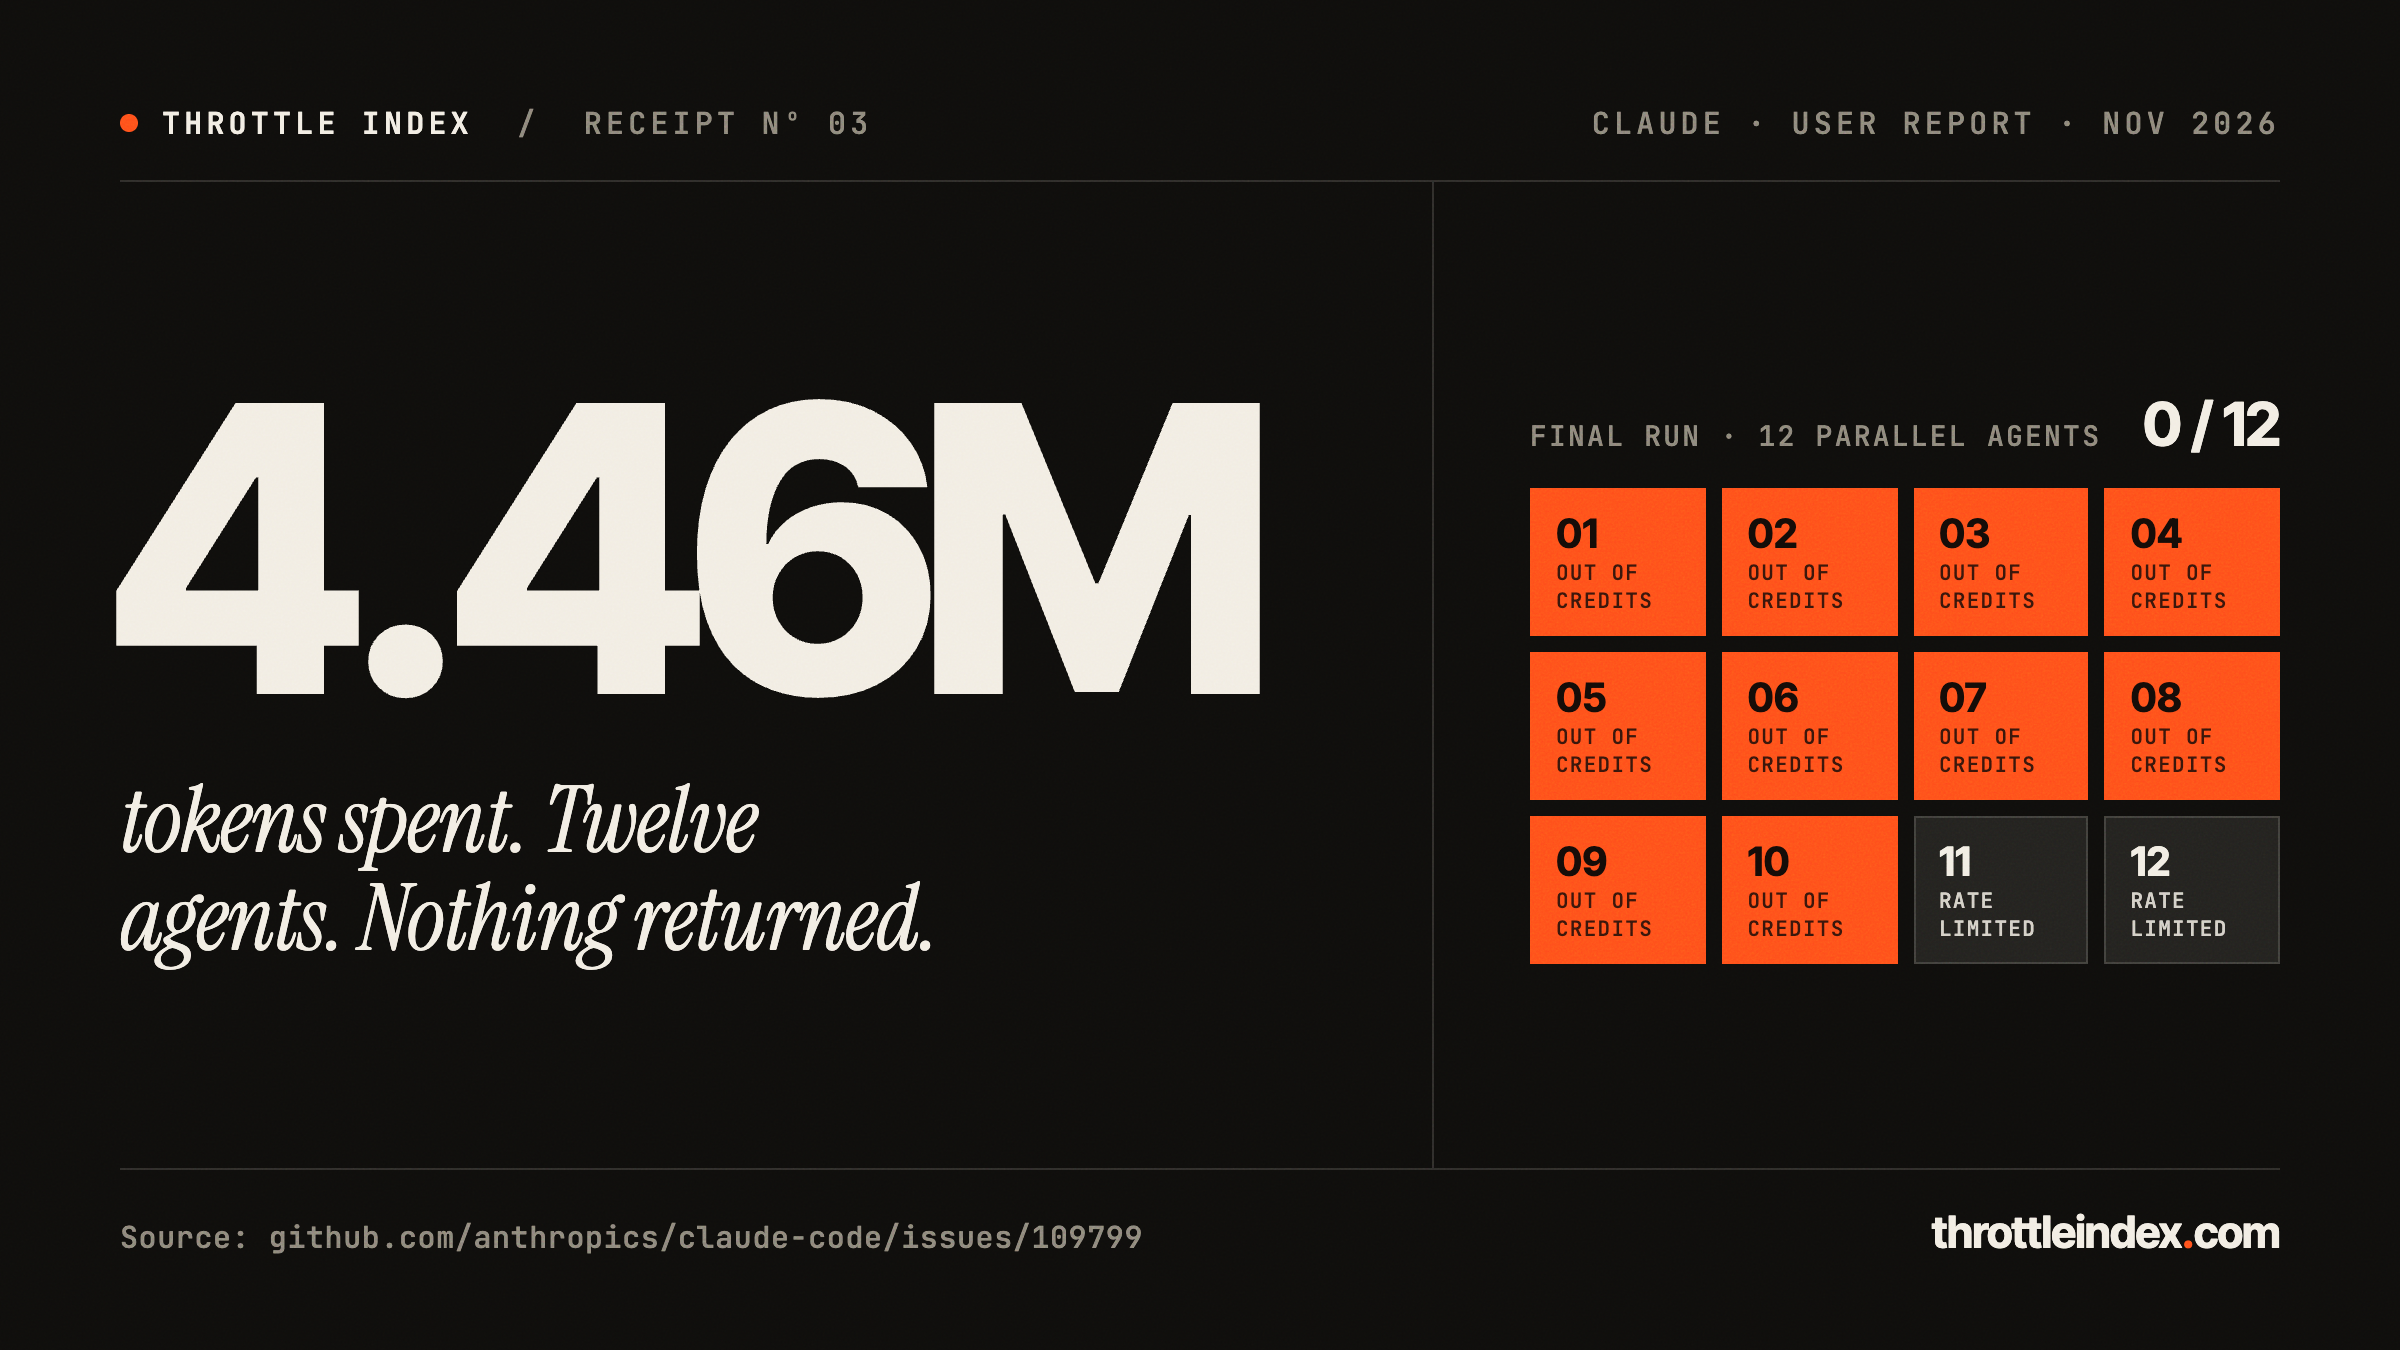 THROTTLE INDEX / RECEIPT N° 03
CLAUDE · USER REPORT · NOV 2026
4.46M
tokens spent. Twelve
agents. Nothing returned.
FINAL RUN · 12 PARALLEL AGENTS 0/12
01
OUT OF
CREDITS
02
OUT OF
CREDITS
03
OUT OF
CREDITS
04
OUT OF
CREDITS
05
OUT OF
CREDITS
06
OUT OF
CREDITS
07
OUT OF
CREDITS
08
OUT OF
CREDITS
09
OUT OF
CREDITS
10
OUT OF
CREDITS
11
RATE
LIMITED
12
RATE
LIMITED
Source: github.com/anthropics/claude-code/issues/109799
throttleindex.com